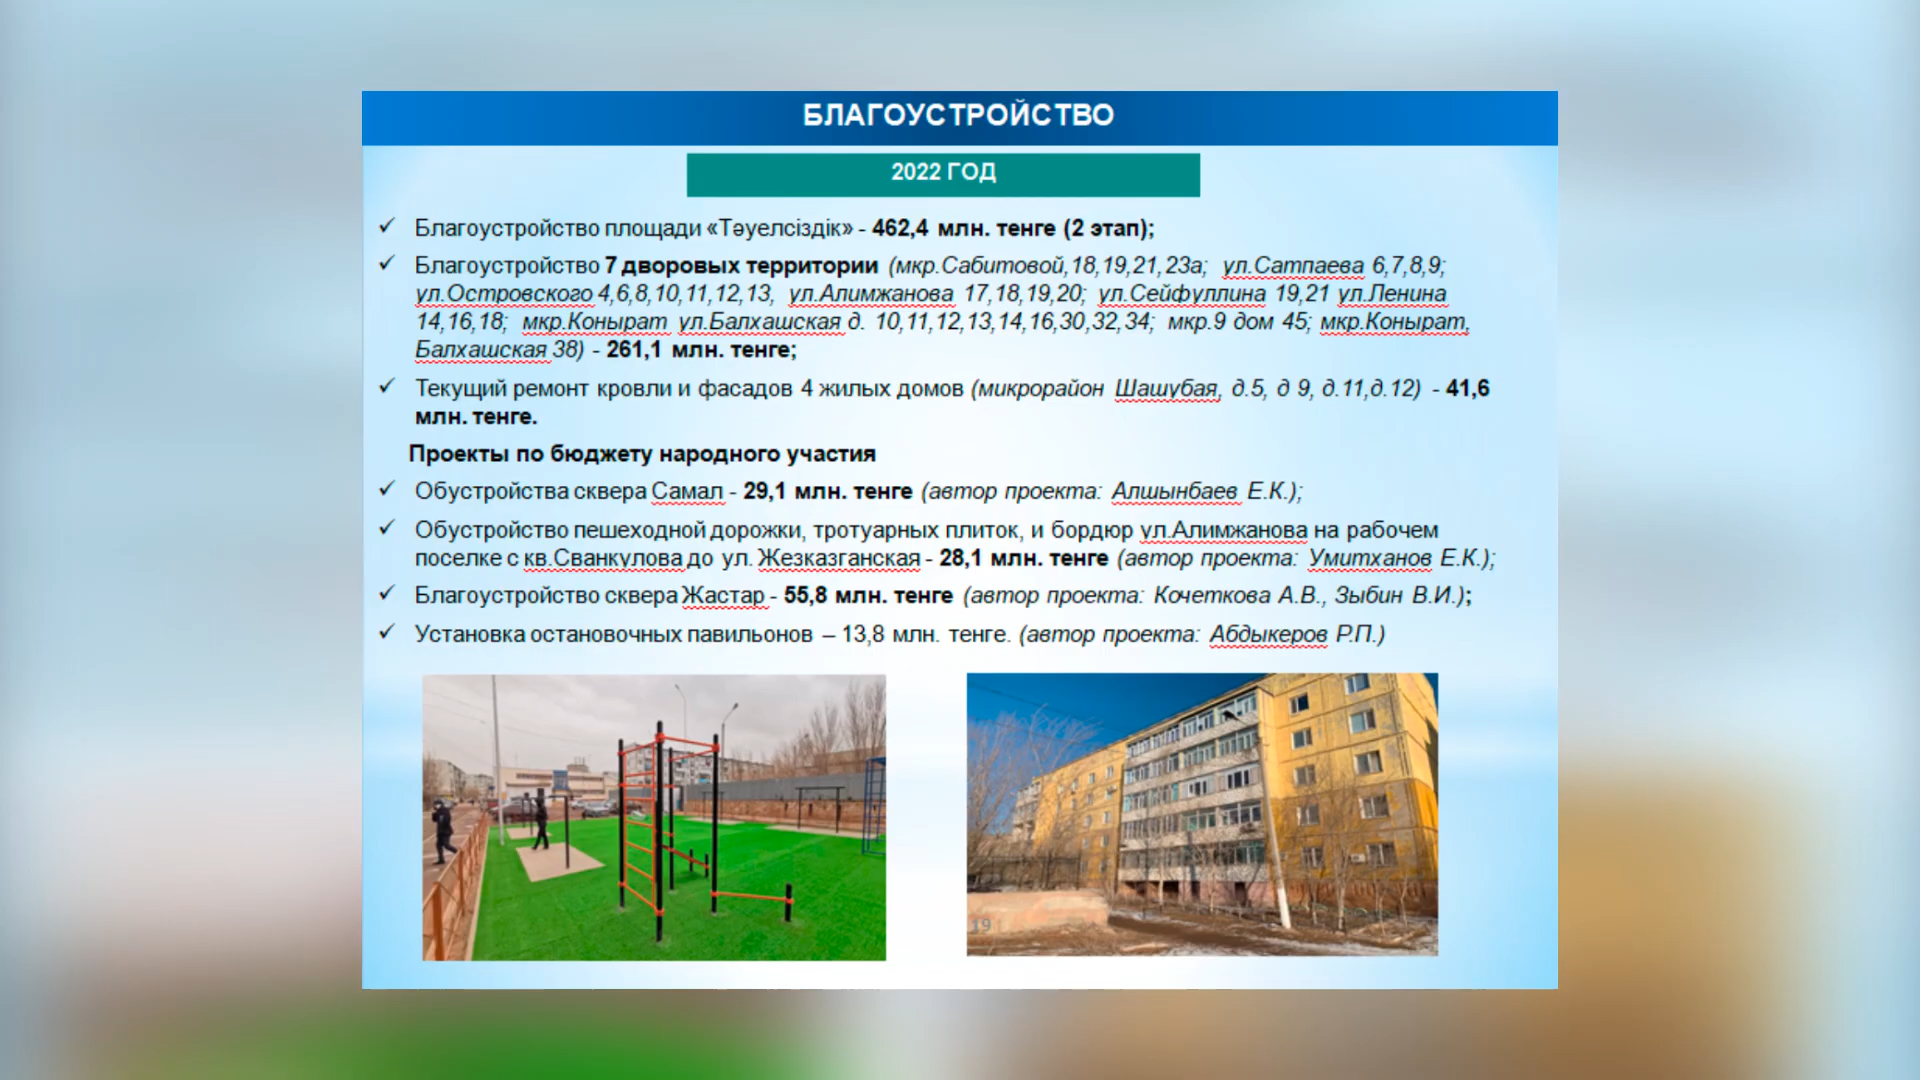 БЛАГОУСТРОЙСТВО
2022 ГОД
✓ Благоустройство площади «Тәуелсіздік» - 462,4 млн. тенге (2 этап);
✓ Благоустройство 7 дворовых территории (мкр.Сабитовой,18,19,21,23а; ул.Сатпаева 6,7,8,9;
ул.Островского 4,6,8,10,11,12,13, ул.Алимжанова 17,18,19,20; ул.Сейфуллина 19,21 ул.Ленина
14,16,18; мкр.Конырат ул.Балхашская д. 10,11,12,13,14,16,30,32,34; мкр.9 дом 45; мкр.Конырат,
Балхашская 38) - 261,1 млн. тенге;
✓ Текущий ремонт кровли и фасадов 4 жилых домов (микрорайон Шашубая, д.5, д 9, д.11,д.12) - 41,6
млн. тенге.
Проекты по бюджету народного участия
✓ Обустройства сквера Самал - 29,1 млн. тенге (автор проекта: Алшынбаев Е.К.);
✓ Обустройство пешеходной дорожки, тротуарных плиток, и бордюр ул.Алимжанова на рабочем
поселке с кв.Сванкулова до ул. Жезказганская - 28,1 млн. тенге (автор проекта: Умитханов Е.К.);
✓ Благоустройство сквера Жастар - 55,8 млн. тенге (автор проекта: Кочеткова А.В., Зыбин В.И.);
✓ Установка остановочных павильонов – 13,8 млн. тенге. (автор проекта: Абдыкеров Р.П.)
19